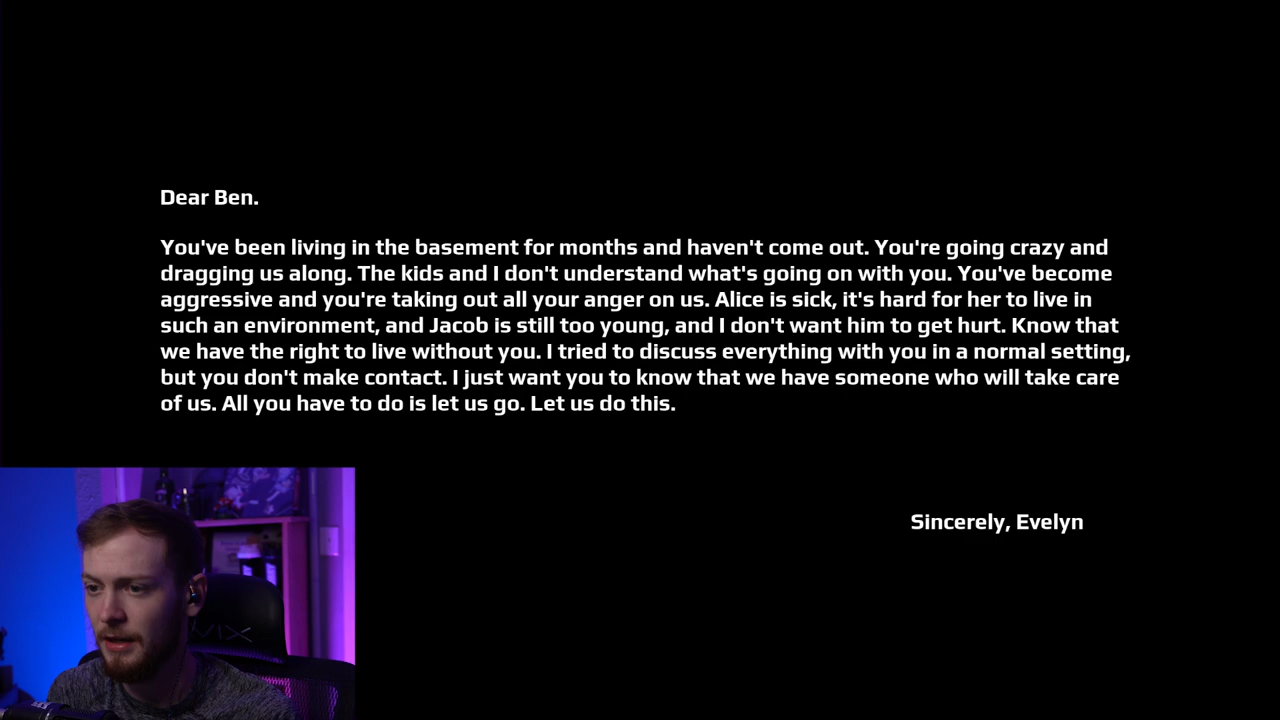 Dear Ben.
You've been living in the basement for months and haven't come out. You're going crazy and
dragging us along. The kids and I don't understand what's going on with you. You've become
aggressive and you're taking out all your anger on us. Alice is sick, it's hard for her to live in
such an environment, and Jacob is still too young, and I don't want him to get hurt. Know that
we have the right to live without you. I tried to discuss everything with you in a normal setting,
but you don't make contact. I just want you to know that we have someone who will take care
of us. All you have to do is let us go. Let us do this.
Sincerely, Evelyn